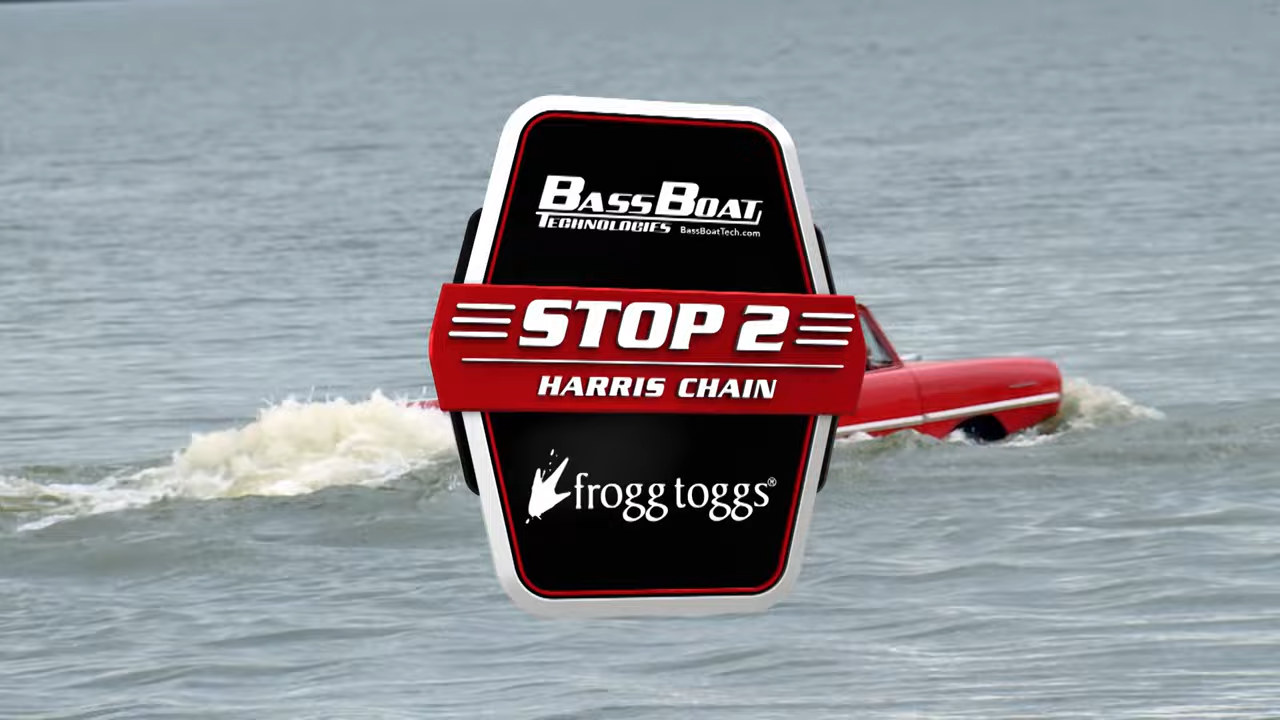 BASSBOAT
TECHNOLOGIES BassBoatTech.com
STOP 2
HARRIS CHAIN
frogg toggs®